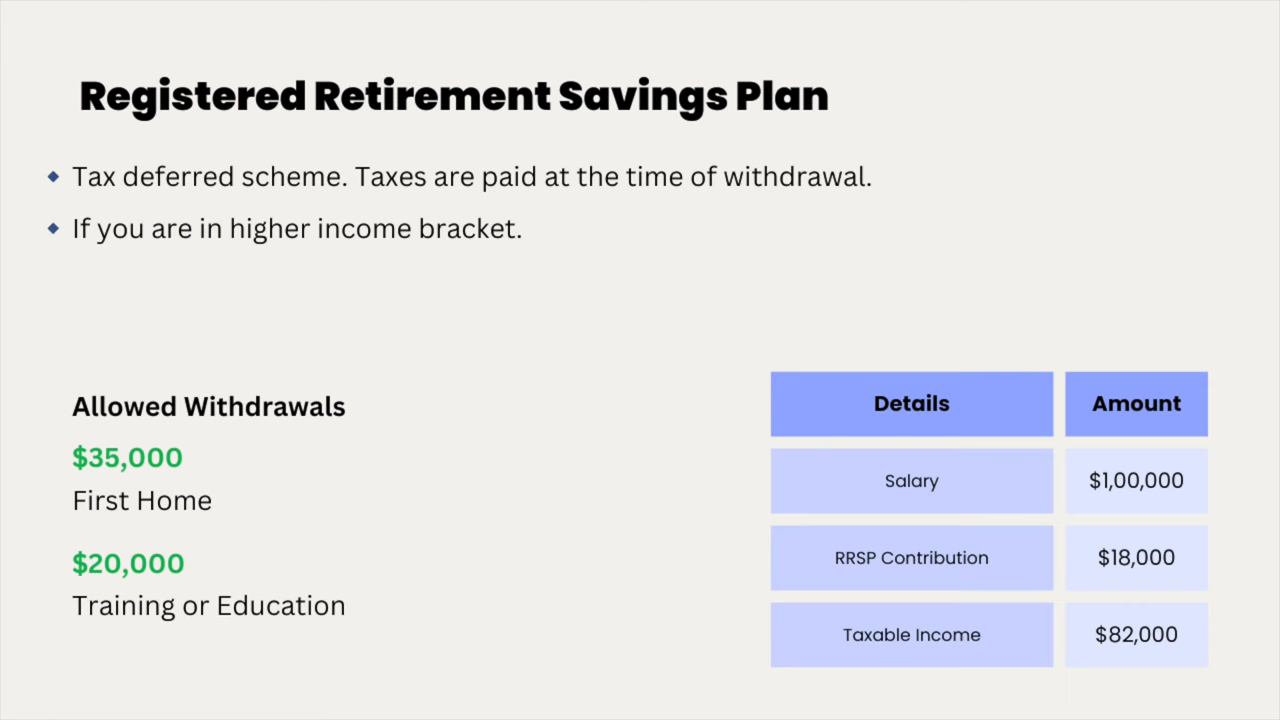 Registered Retirement Savings Plan
Tax deferred scheme. Taxes are paid at the time of withdrawal.
If you are in higher income bracket.
Allowed Withdrawals
$35,000
First Home
$20,000
Training or Education
Details Amount
Salary $1,00,000
RRSP Contribution $18,000
Taxable Income $82,000